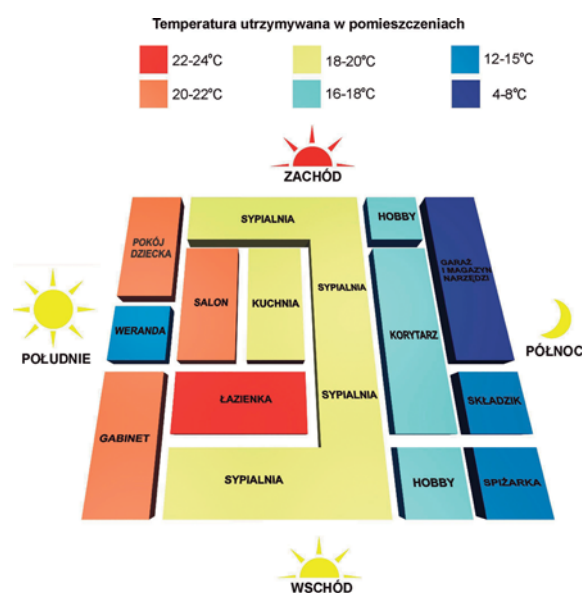 Temperatura utrzymywana w pomieszczeniach
22-24°C
18-20°C
12-15°C
20-22°C
16-18°C
4-8°C
ZACHÓD
SYPIALNIA
HOBBY
POKÓJ
DZIECKA
GARAŻ
I MAGAZYN
NARZĘDZI
SALON
KUCHNIA
SYPIALNIA
WERANDA
KORYTARZ
POŁUDNIE
PÓŁNOC
ŁAZIENKA
SYPIALNIA
SKŁADZIK
GABINET
SYPIALNIA
HOBBY
SPIŻARKA
WSCHÓD